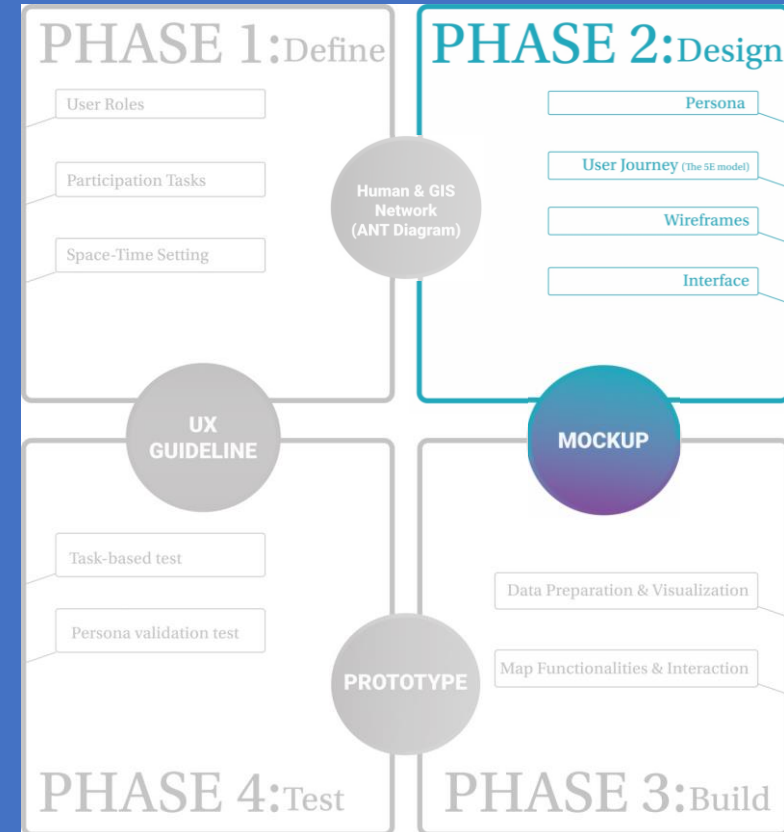 PHASE 1:Define
User Roles
Participation Tasks
Space-Time Setting
Human & GIS
Network
(ANT Diagram)
PHASE 2:Design
Persona
User Journey (The 5E model)
Wireframes
Interface
UX
GUIDELINE
MOCKUP
Task-based test
Persona validation test
PHASE 4:Test
PROTOTYPE
Data Preparation & Visualization
Map Functionalities & Interaction
PHASE 3:Build